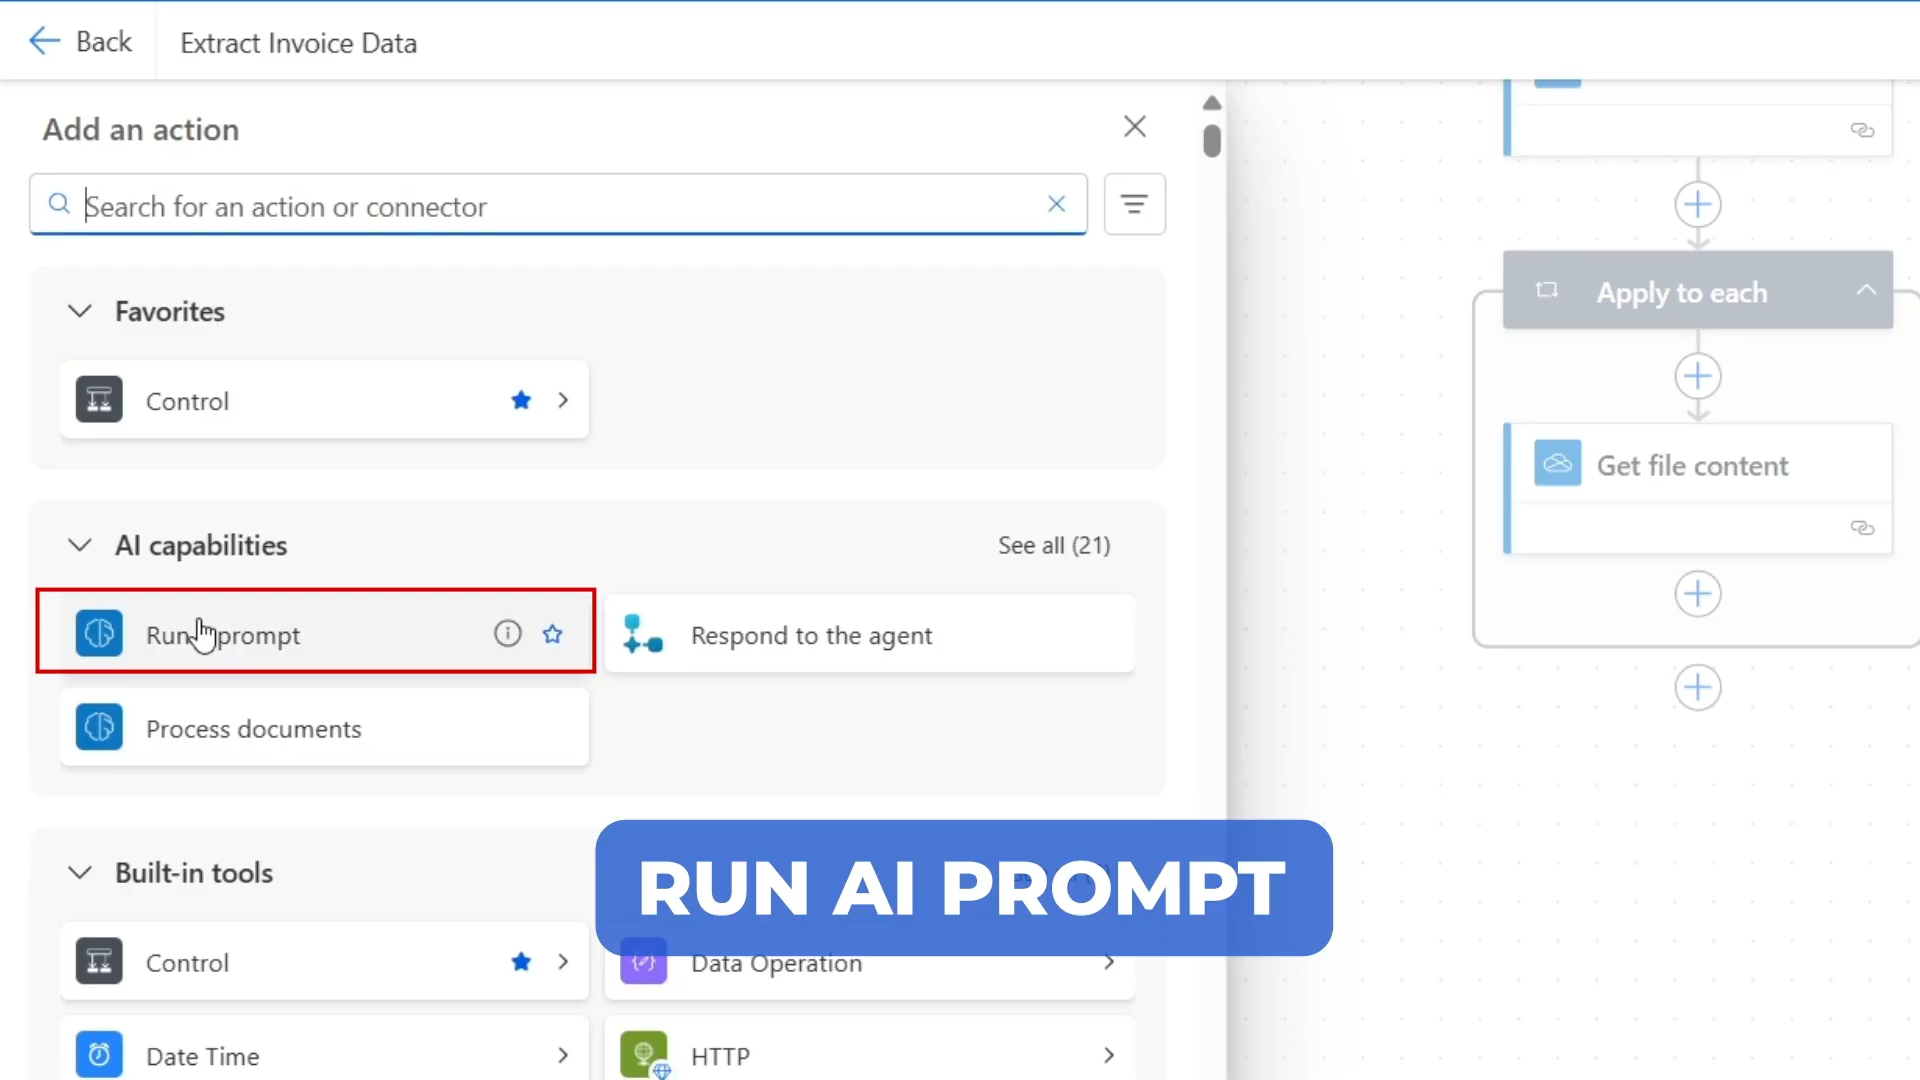 Back
Extract Invoice Data
Add an action
Search for an action or connector
Favorites
Control
AI capabilities
See all (21)
Run prompt
Respond to the agent
Process documents
Built-in tools
RUN AI PROMPT
Control
Data Operation
Date Time
HTTP
Apply to each
Get file content